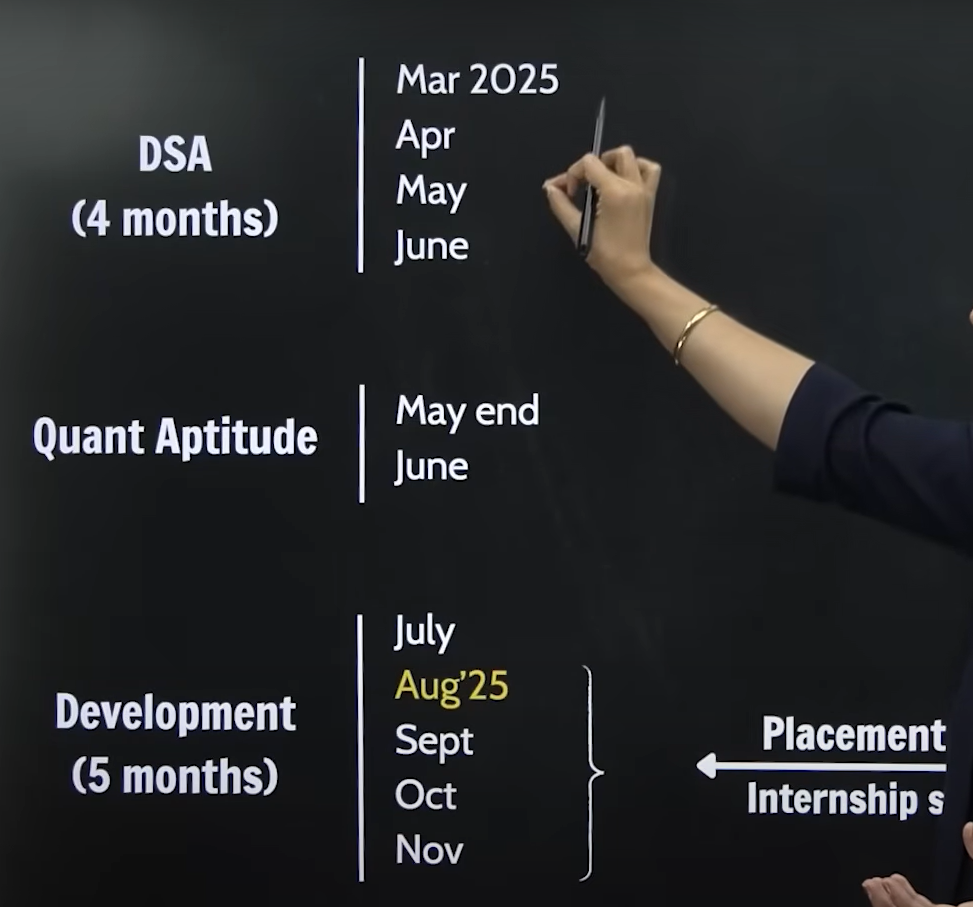 DSA
(4 months)
Mar 2025
Apr
May
June
Quant Aptitude
May end
June
Development
(5 months)
July
Aug'25
Sept
Oct
Nov
Placement
Internship s